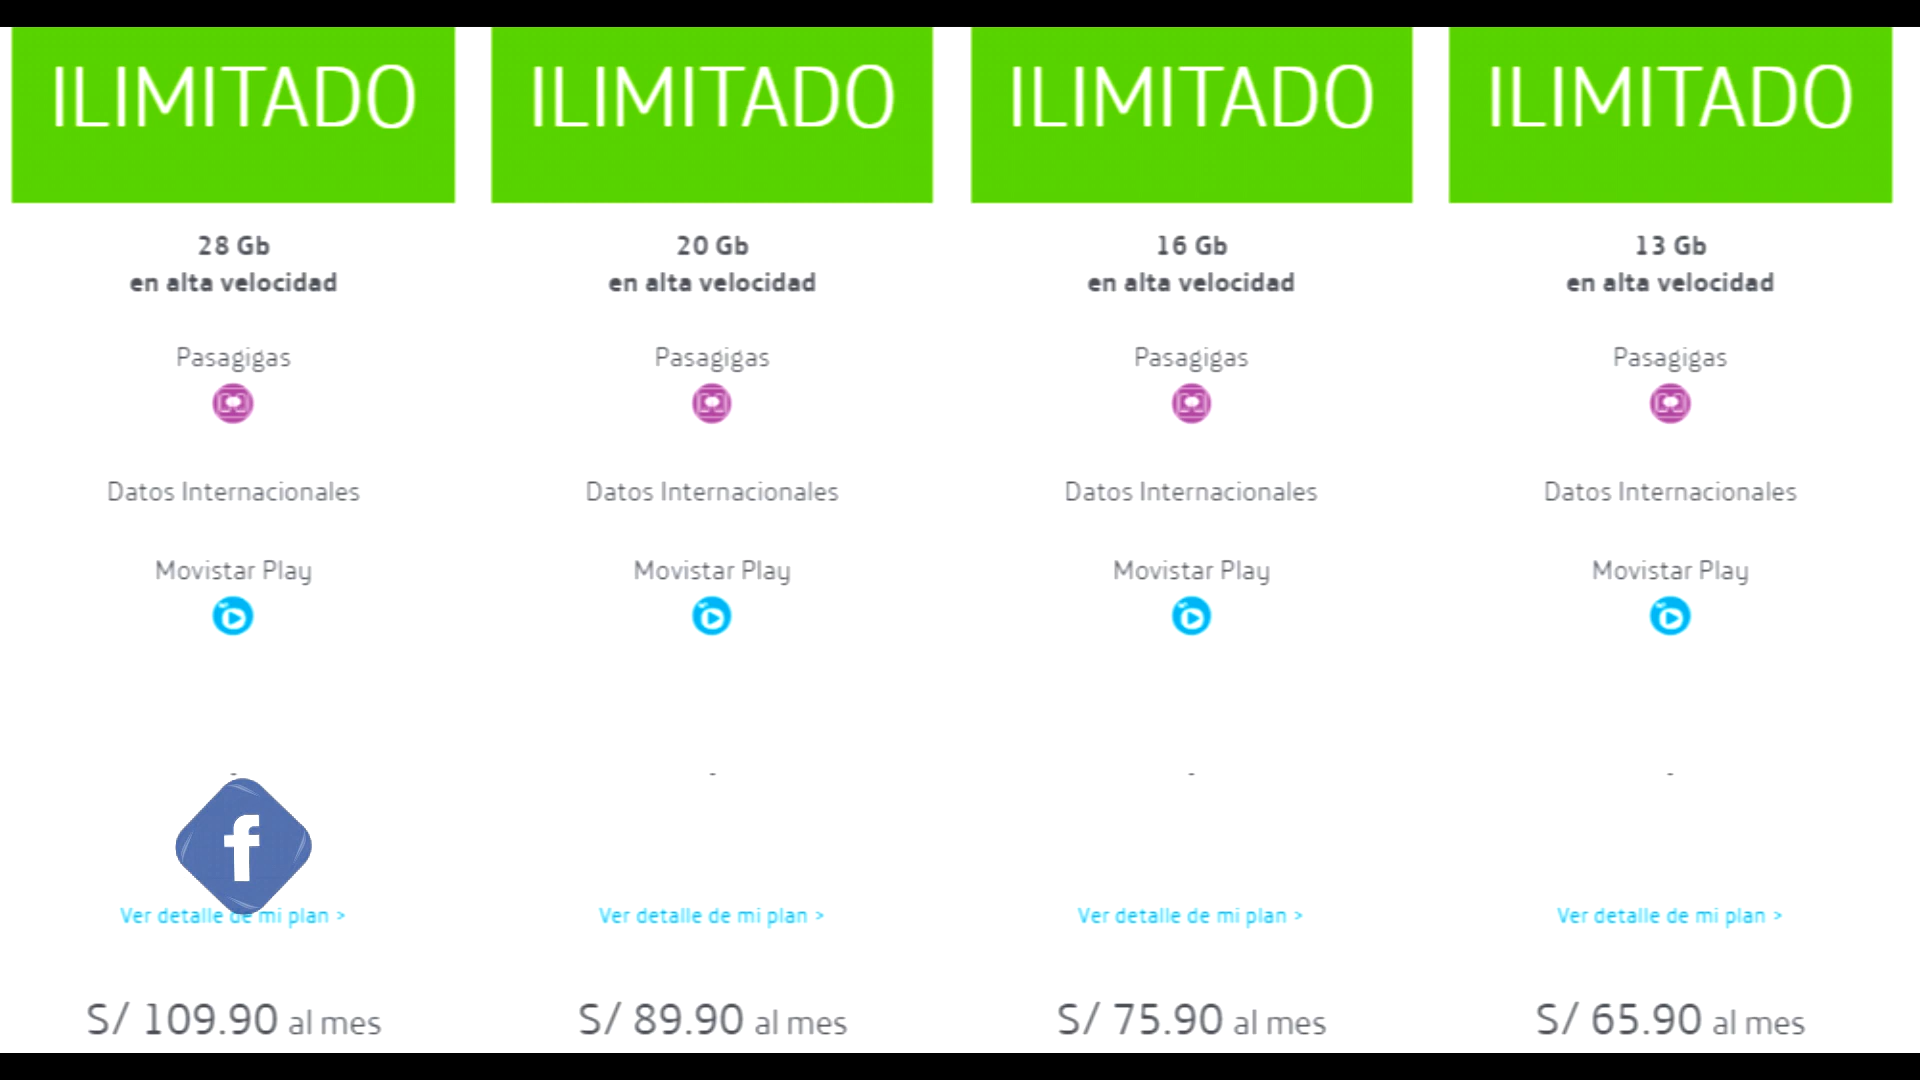 ILIMITADO
28 Gb
en alta velocidad
Pasagigas
Datos Internacionales
Movistar Play
-
f
Ver detalle de mi plan >
S/ 109.90 al mes
ILIMITADO
20 Gb
en alta velocidad
Pasagigas
Datos Internacionales
Movistar Play
-
Ver detalle de mi plan >
S/ 89.90 al mes
ILIMITADO
16 Gb
en alta velocidad
Pasagigas
Datos Internacionales
Movistar Play
-
Ver detalle de mi plan >
S/ 75.90 al mes
ILIMITADO
13 Gb
en alta velocidad
Pasagigas
Datos Internacionales
Movistar Play
-
Ver detalle de mi plan >
S/ 65.90 al mes